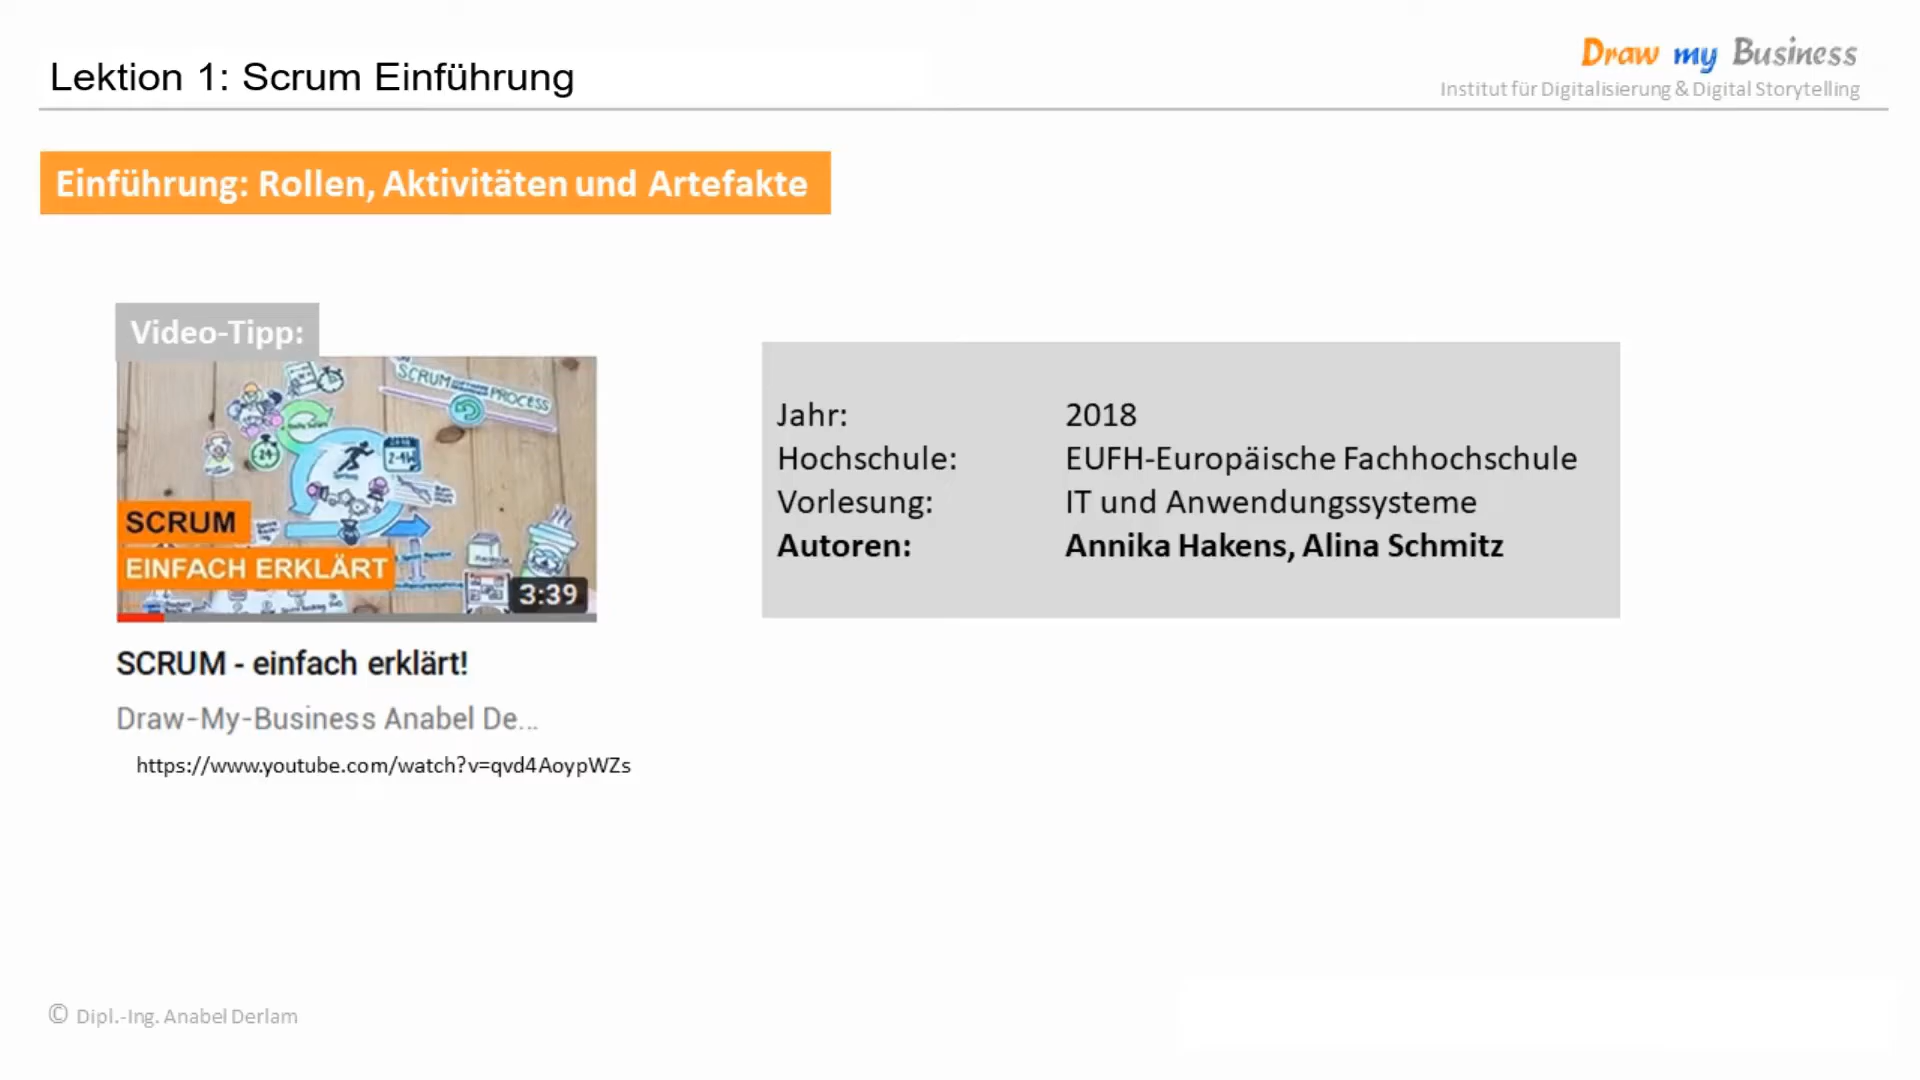 Lektion 1: Scrum Einführung
Draw my Business
Institut für Digitalisierung & Digital Storytelling
Einführung: Rollen, Aktivitäten und Artefakte
Video-Tipp:
SCRUM PROCESS
24
2-4W
SCRUM
EINFACH ERKLÄRT
3:39
SCRUM - einfach erklärt!
Draw-My-Business Anabel De...
https://www.youtube.com/watch?v=qvd4AoypWZs
Jahr: 2018
Hochschule: EUFH-Europäische Fachhochschule
Vorlesung: IT und Anwendungssysteme
Autoren: Annika Hakens, Alina Schmitz
© Dipl.-Ing. Anabel Derlam